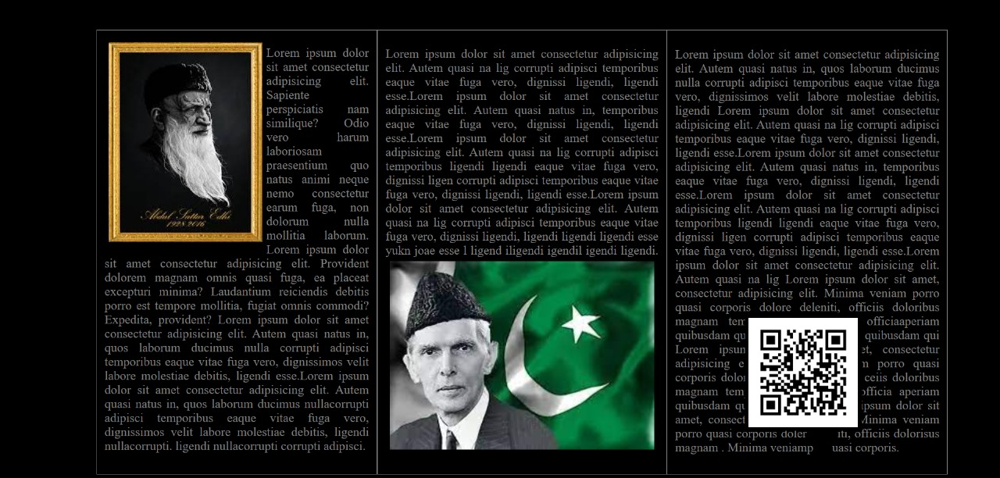 Abdul Sattar Edhi
1928-2016
Lorem ipsum dolor
sit amet consectetur
adipisicing elit.
Sapiente
perspiciatis nam
similique? Odio
vero harum
laboriosam
praesentium quo
natus animi neque
nemo consectetur
earum fuga, non
dolorum nulla
mollitia laborum.
Lorem ipsum dolor
sit amet consectetur adipisicing elit. Provident
dolorem magnam omnis quasi fuga, ea placeat
excepturi minima? Laudantium reiciendis debitis
porro est tempore mollitia, fugiat omnis commodi?
Expedita, provident? Lorem ipsum dolor sit amet
consectetur adipisicing elit. Autem quasi natus in,
quos laborum ducimus nulla corrupti adipisci
temporibus eaque vitae fuga vero, dignissimos velit
labore molestiae debitis, ligendi esse.Lorem ipsum
dolor sit amet consectetur adipisicing elit. Autem
quasi natus in, quos laborum ducimus nullacorrupti
adipisci temporibus eaque vitae fuga vero,
dignissimos velit labore molestiae debitis, ligendi
nullacorrupti. ligendi nullacorrupti corrupti adipisci.
Lorem ipsum dolor sit amet consectetur adipisicing
elit. Autem quasi na lig corrupti adipisci temporibus
eaque vitae fuga vero, dignissi ligendi, ligendi
esse.Lorem ipsum dolor sit amet consectetur
adipisicing elit. Autem quasi natus in, temporibus
eaque vitae fuga vero, dignissi ligendi, ligendi
esse.Lorem ipsum dolor sit amet consectetur
adipisicing elit. Autem quasi na lig corrupti adipisci
temporibus ligendi ligendi eaque vitae fuga vero,
dignissi ligen corrupti adipisci temporibus eaque vitae
fuga vero, dignissi ligendi, ligendi esse.Lorem ipsum
dolor sit amet consectetur adipisicing elit. Autem
quasi na lig corrupti adipisci temporibus eaque vitae
fuga vero, dignissi ligendi, ligendi ligendi ligendi esse
yukn joae esse l ligend iligendi igendil igendi ligendi.
Lorem ipsum dolor sit amet consectetur adipisicing
elit. Autem quasi natus in, quos laborum ducimus
nulla corrupti adipisci temporibus eaque vitae fuga
vero, dignissimos velit labore molestiae debitis,
ligendi Lorem ipsum dolor sit amet consectetur
adipisicing elit. Autem quasi na lig corrupti adipisci
temporibus eaque vitae fuga vero, dignissi ligendi,
ligendi esse.Lorem ipsum dolor sit amet consectetur
adipisicing elit. Autem quasi natus in, temporibus
eaque vitae fuga vero, dignissi ligendi, ligendi
esse.Lorem ipsum dolor sit amet consectetur
adipisicing elit. Autem quasi na lig corrupti adipisci
temporibus ligendi ligendi eaque vitae fuga vero,
dignissi ligen corrupti adipisci temporibus eaque
vitae fuga vero, dignissi ligendi, ligendi esse.Lorem
ipsum dolor sit amet consectetur adipisicing elit.
Autem quasi na lig Lorem ipsum dolor sit amet,
consectetur adipisicing elit. Minima veniam porro
quasi corporis dolore deleniti, officiis doloribus
magnam tem officiaaperiam
quibusdam qu quibusdam qui
Lorem ipsum et, consectetur
adipisicing e porro quasi
corporis dolor ceiis doloribus
magnam tem officia aperiam
quibusdam qu ipsum dolor sit
amet, consect Minima veniam
porro quasi corporis doler iti, officiis dolorisus
magnam . Minima veniamp uasi corporis.